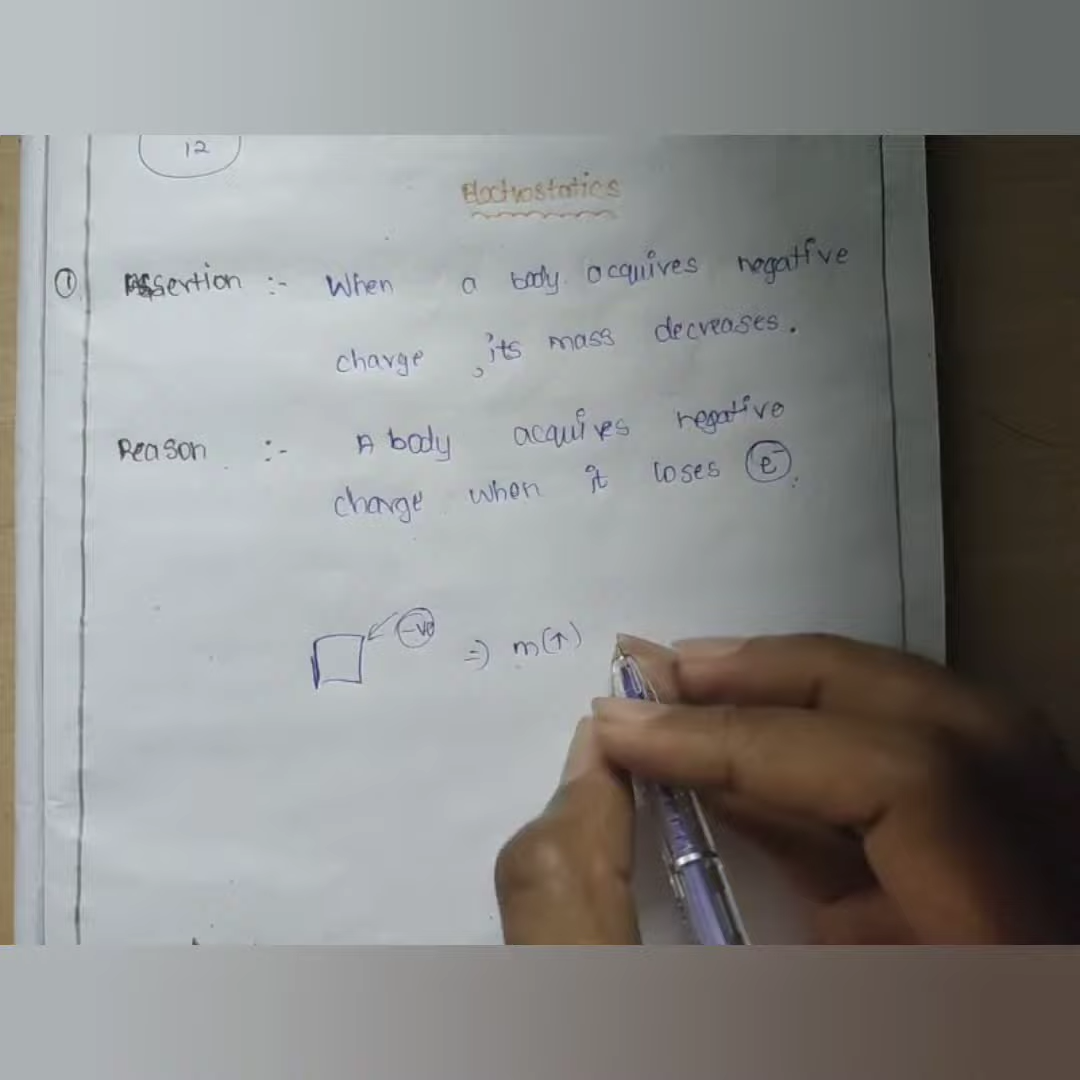 12
Electrostatics
① Assertion :- When a body acquires negative
charge , its mass decreases.
Reason :- A body acquires negative
charge when it loses e⁻.
-ve => m(↑)